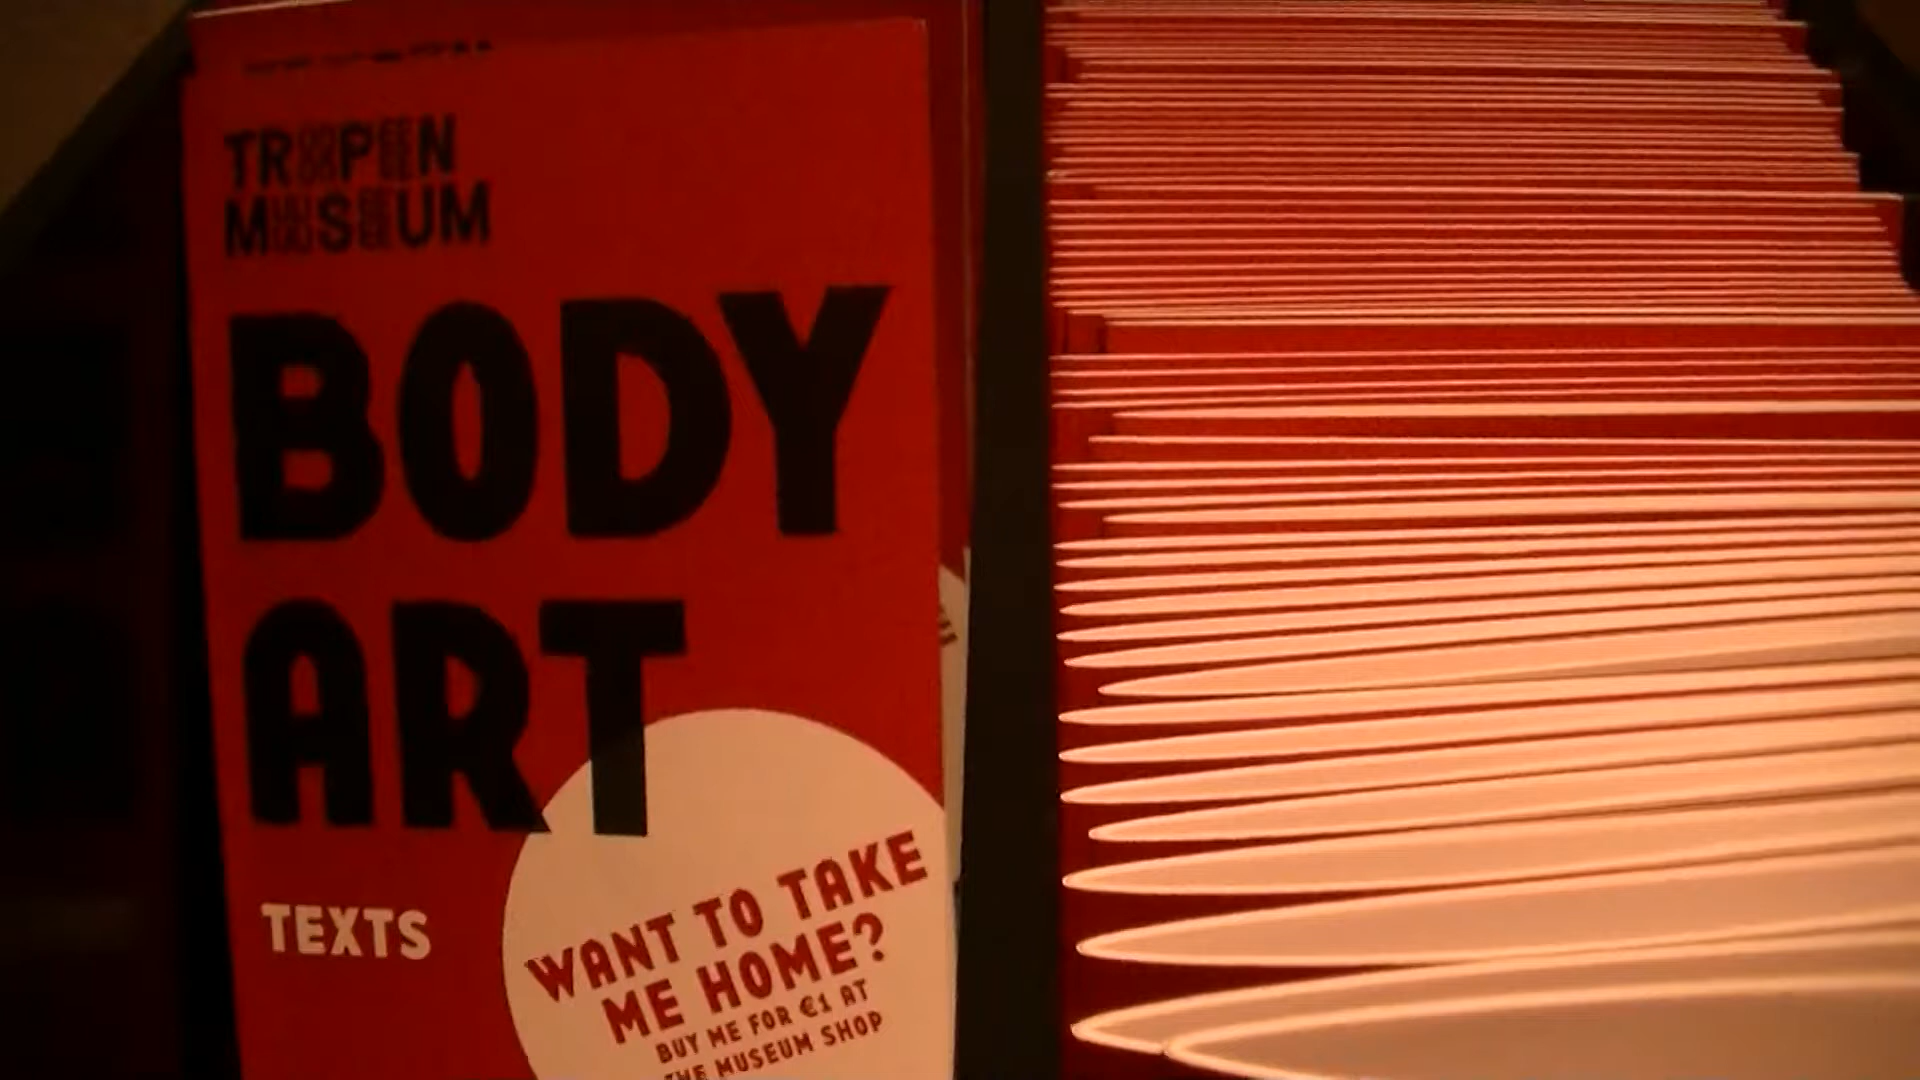 TROPEN
MUSEUM
BODY
ART
TEXTS
WANT TO TAKE
ME HOME?
BUY ME FOR €1 AT
THE MUSEUM SHOP